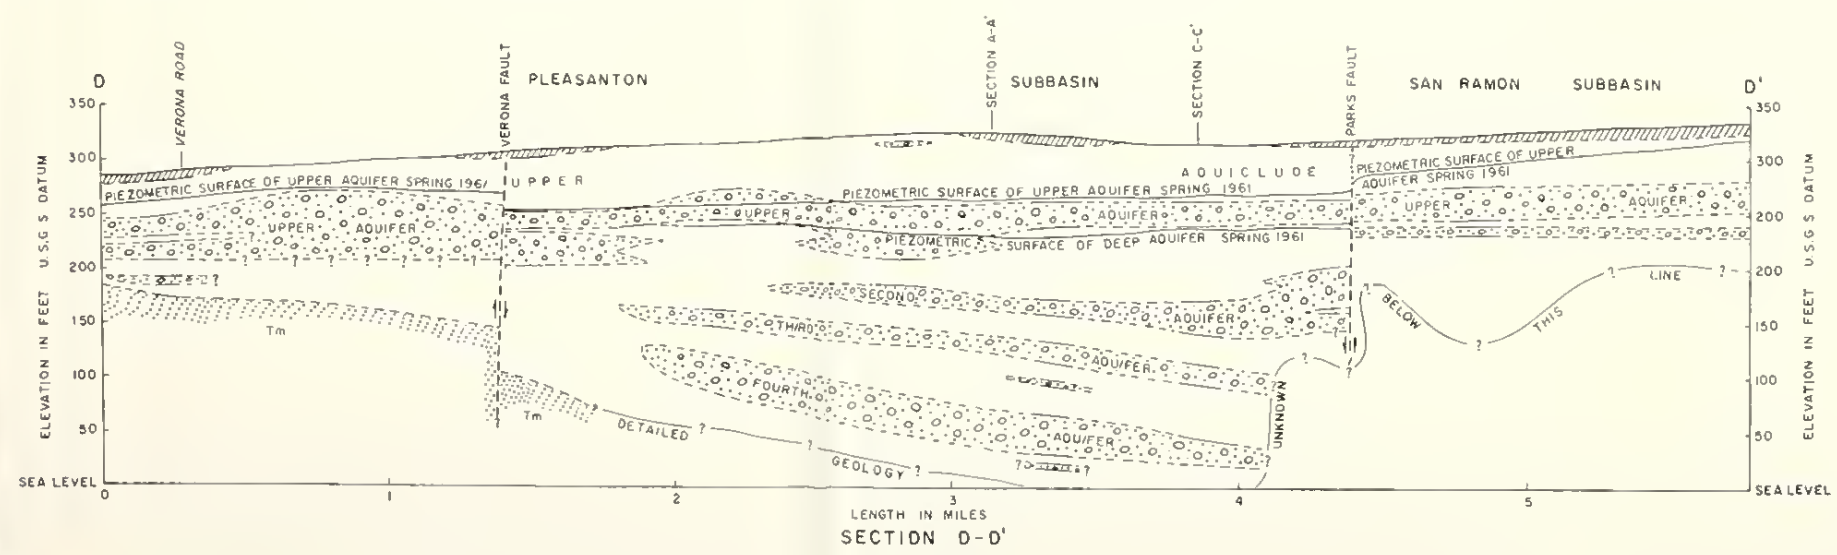 D
VERONA ROAD
VERONA FAULT
PLEASANTON
SECTION A-A'
SUBBASIN
SECTION C-C'
PARKS FAULT
SAN RAMON SUBBASIN
D'
ELEVATION IN FEET U.S.G S DATUM
350
300
250
200
150
100
50
SEA LEVEL
PIEZOMETRIC SURFACE OF UPPER AQUIFER SPRING 1961
UPPER AQUIFER
? ? ? ? ? ? ?
?
Tm
?
UPPER
AQUICLUDE
PIEZOMETRIC SURFACE OF UPPER AQUIFER SPRING 1961
UPPER AQUIFER
PIEZOMETRIC SURFACE OF DEEP AQUIFER SPRING 1961
SECOND AQUIFER
THIRD AQUIFER
FOURTH AQUIFER
Tm
? DETAILED ? ? GEOLOGY ?
? ?
?
UNKNOWN
? ? ?
BELOW ? THIS ? LINE ?
?
PIEZOMETRIC SURFACE OF UPPER
AQUIFER SPRING 1961
UPPER AQUIFER
350
300
200
200
150
100
50
SEA LEVEL
ELEVATION IN FEET U.S.G S DATUM
0 1 2 3 4 5
LENGTH IN MILES
SECTION D-D'